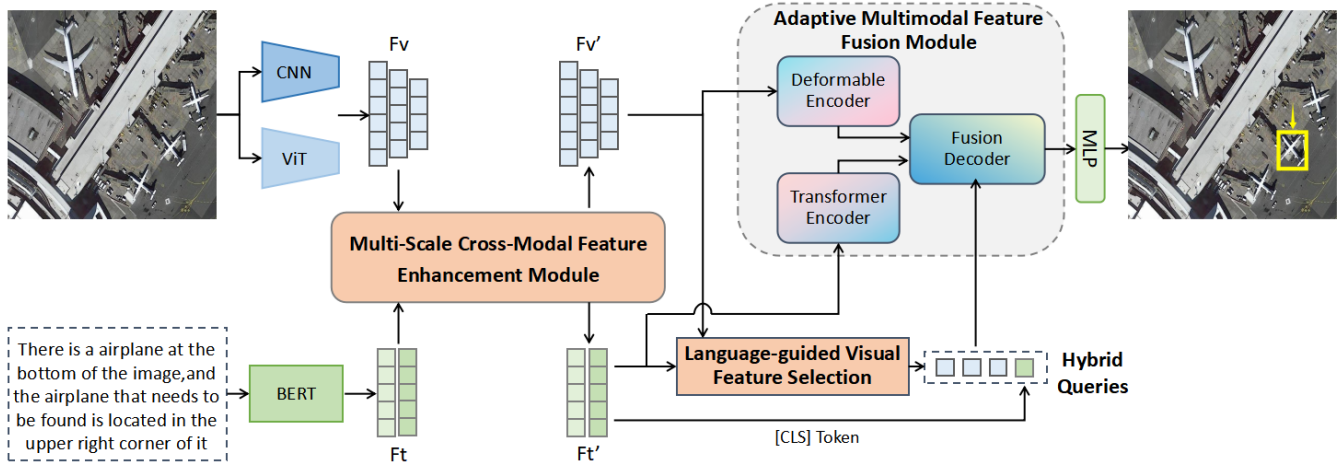 Adaptive Multimodal Feature
Fusion Module
Fv
Fv’
CNN
ViT
Deformable
Encoder
Fusion
Decoder
MLP
Transformer
Encoder
Multi-Scale Cross-Modal Feature
Enhancement Module
There is a airplane at the
bottom of the image,and
the airplane that needs to
be found is located in the
upper right corner of it
BERT
Ft
Ft’
Language-guided Visual
Feature Selection
Hybrid
Queries
[CLS] Token